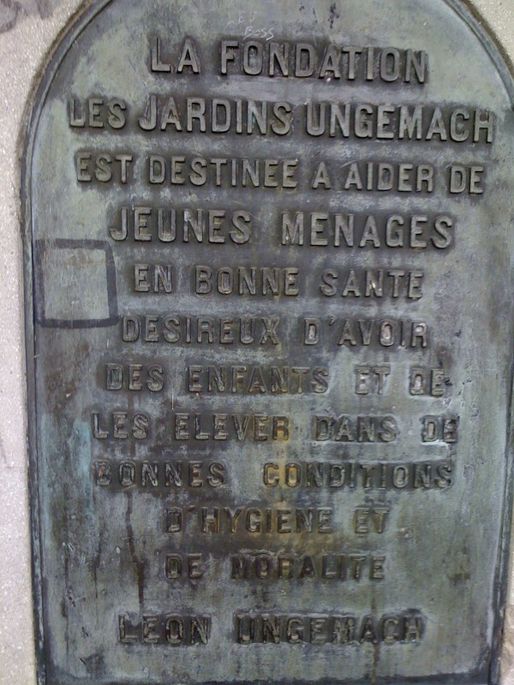 LA FONDATION
LES JARDINS UNGEMACH
EST DESTINEE A AIDER DE
JEUNES MENAGES
EN BONNE SANTE
DESIREUX D'AVOIR
DES ENFANTS ET DE
LES ELEVER DANS DE
BONNES CONDITIONS
D'HYGIENE ET
DE MORALITE
LEON UNGEMACH